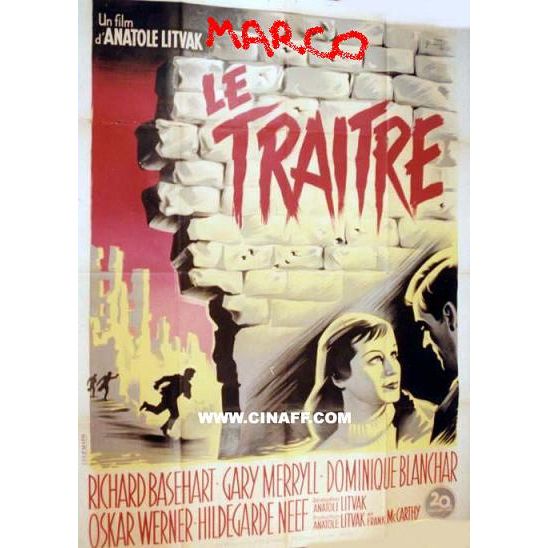 Un film
d'ANATOLE LITVAK
MARCO
LE
TRAITRE
WWW.CINAFF.COM
RICHARD BASEHART · GARY MERRYLL · DOMINIQUE BLANCHAR
OSKAR WERNER · HILDEGARDE NEEF
ANATOLE LITVAK
ANATOLE LITVAK FRANK McCARTHY
20